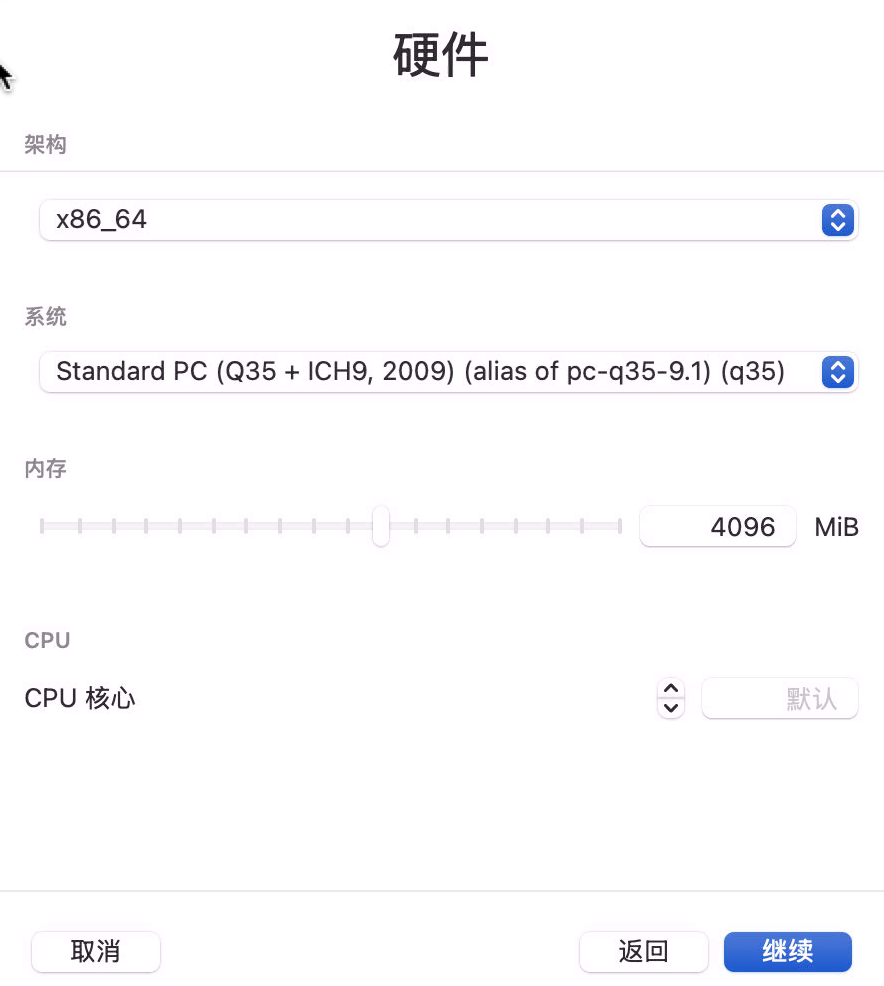 硬件
架构
x86_64
系统
Standard PC (Q35 + ICH9, 2009) (alias of pc-q35-9.1) (q35)
内存
4096 MiB
CPU
CPU 核心 默认
取消 返回 继续